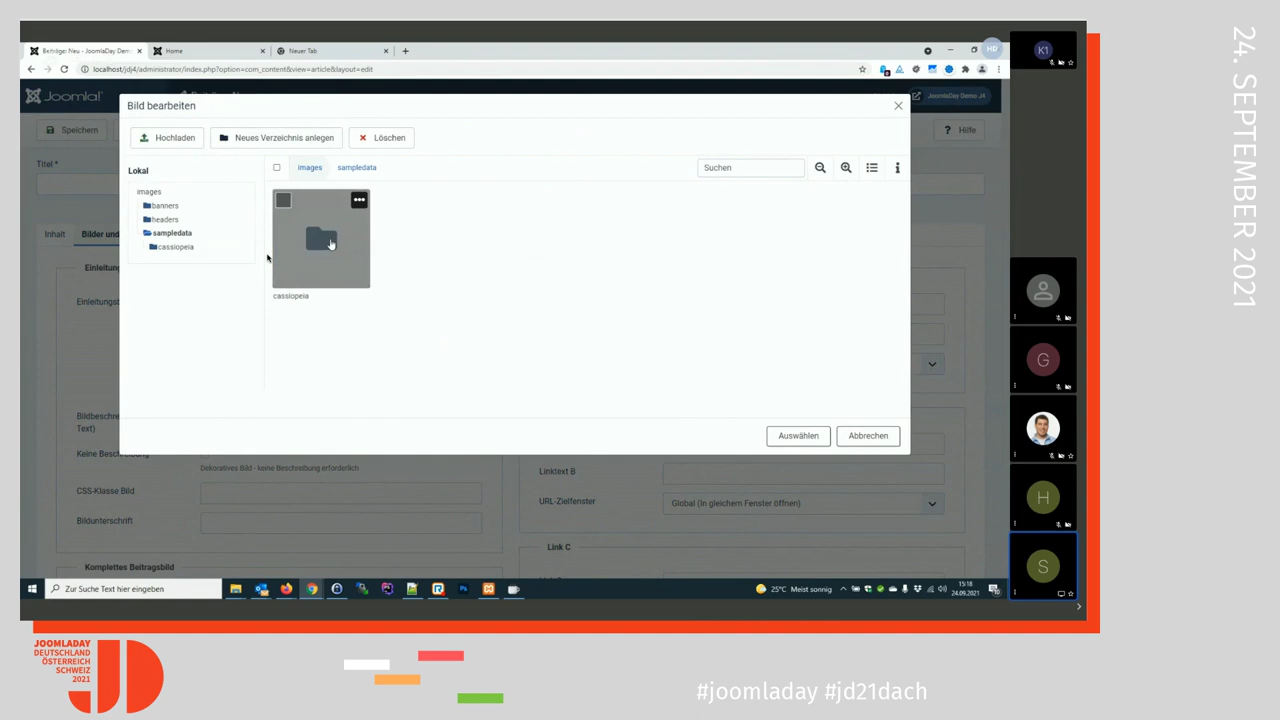 Beiträge: Neu - JoomlaDay Dem
Home
Neuer Tab
HD
localhost/jdj4/administrator/index.php?option=com_content&view=article&layout=edit
Joomla!
JoomlaDay Demo J4
Speichern
Hilfe
Titel *
Bild bearbeiten
Hochladen
Neues Verzeichnis anlegen
Löschen
Lokal
images
sampledata
Suchen
images
banners
headers
sampledata
cassiopeia
cassiopeia
Inhalt
Bilder und
Einleitung
Einleitungsb
Auswählen
Abbrechen
Bildbeschre
Text)
Keine Beschreibung
Dekoratives Bild - keine Beschreibung erforderlich
CSS-Klasse Bild
Bildunterschrift
Komplettes Beitragsbild
Linktext B
URL-Zielfenster
Global (In gleichem Fenster öffnen)
Link C
Zur Suche Text hier eingeben
25°C Meist sonnig
15:18
24.09.2021
K1
G
H
S
24. SEPTEMBER 2021
JOOMLADAY
DEUTSCHLAND
ÖSTERREICH
SCHWEIZ
2021
JD
#joomladay #jd21dach